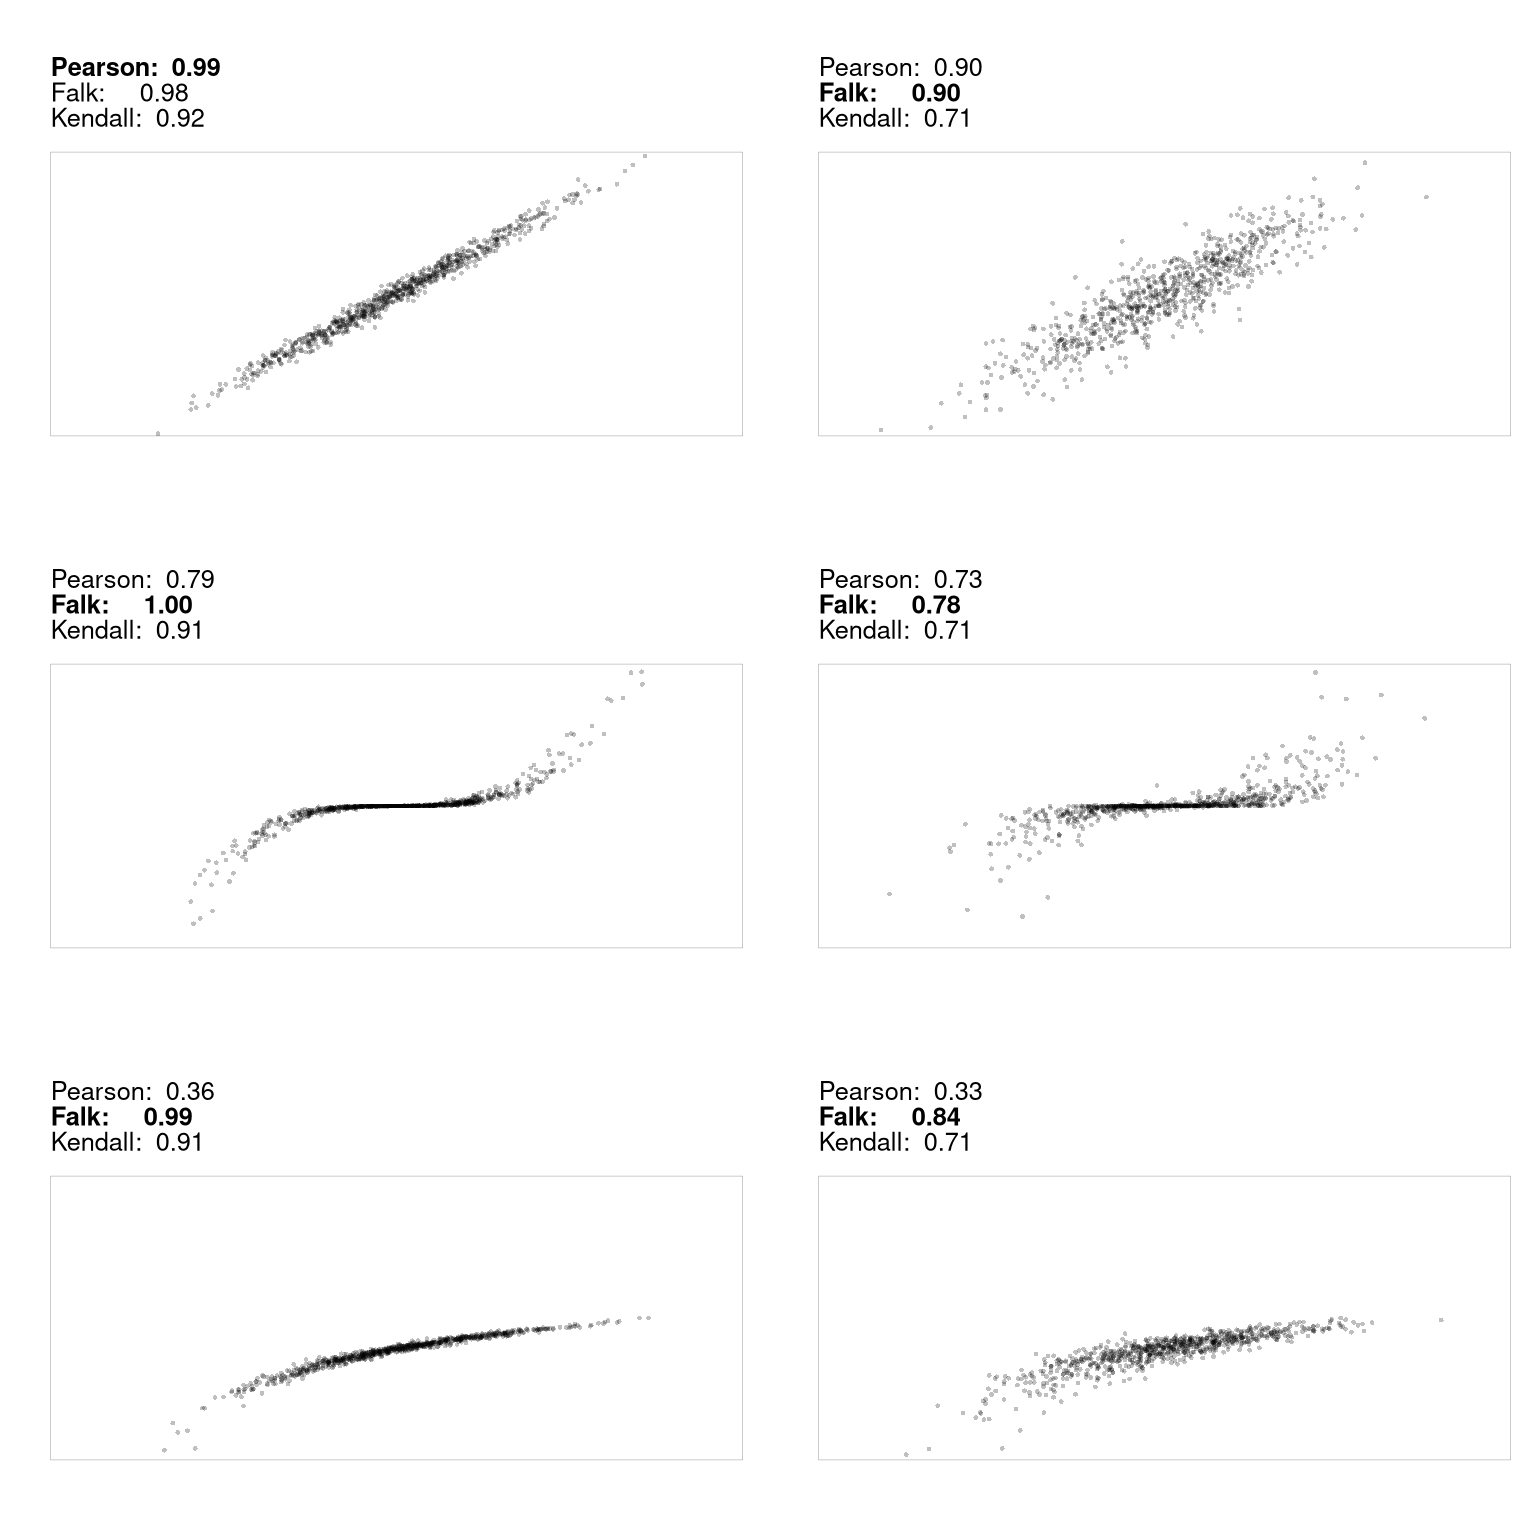 Pearson: 0.99
Falk: 0.98
Kendall: 0.92
Pearson: 0.90
Falk: 0.90
Kendall: 0.71
Pearson: 0.79
Falk: 1.00
Kendall: 0.91
Pearson: 0.73
Falk: 0.78
Kendall: 0.71
Pearson: 0.36
Falk: 0.99
Kendall: 0.91
Pearson: 0.33
Falk: 0.84
Kendall: 0.71